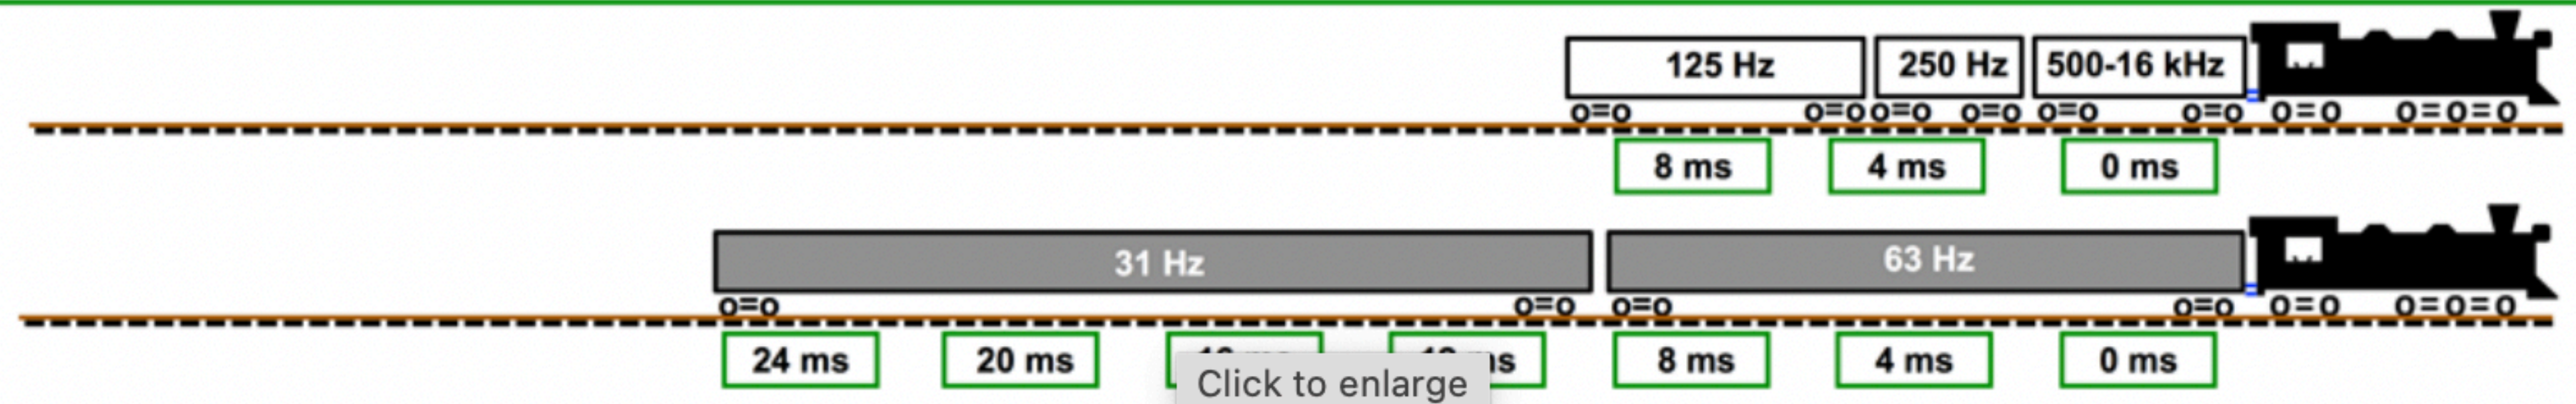 125 Hz 250 Hz 500-16 kHz
8 ms 4 ms 0 ms
31 Hz 63 Hz
24 ms 20 ms ms 8 ms 4 ms 0 ms
Click to enlarge